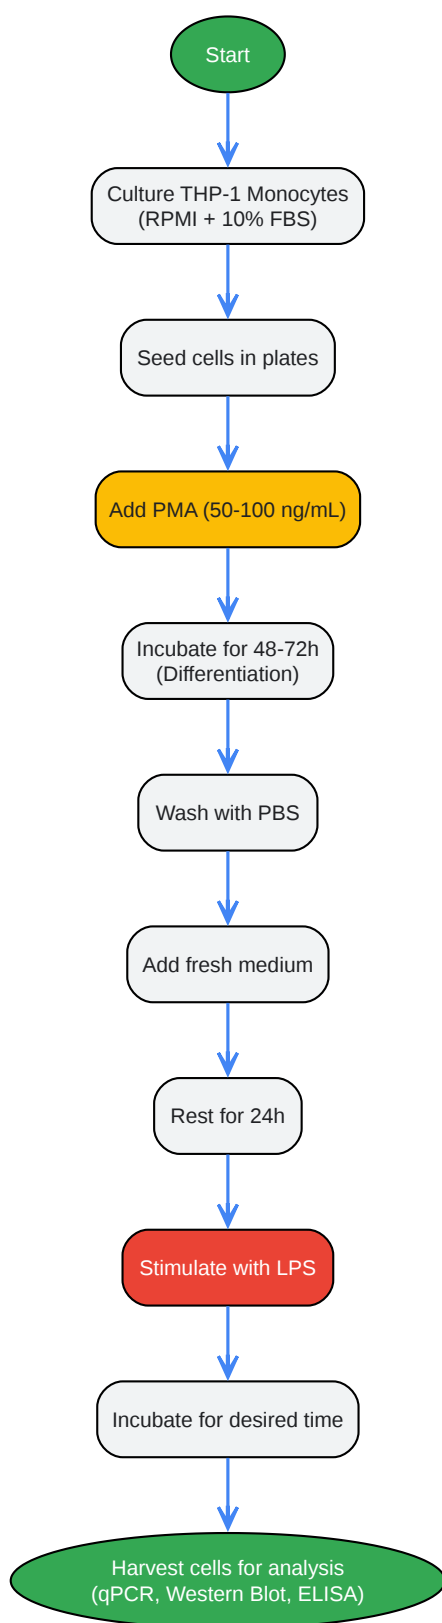 Start
Culture THP-1 Monocytes
(RPMI + 10% FBS)
Seed cells in plates
Add PMA (50-100 ng/mL)
Incubate for 48-72h
(Differentiation)
Wash with PBS
Add fresh medium
Rest for 24h
Stimulate with LPS
Incubate for desired time
Harvest cells for analysis
(qPCR, Western Blot, ELISA)